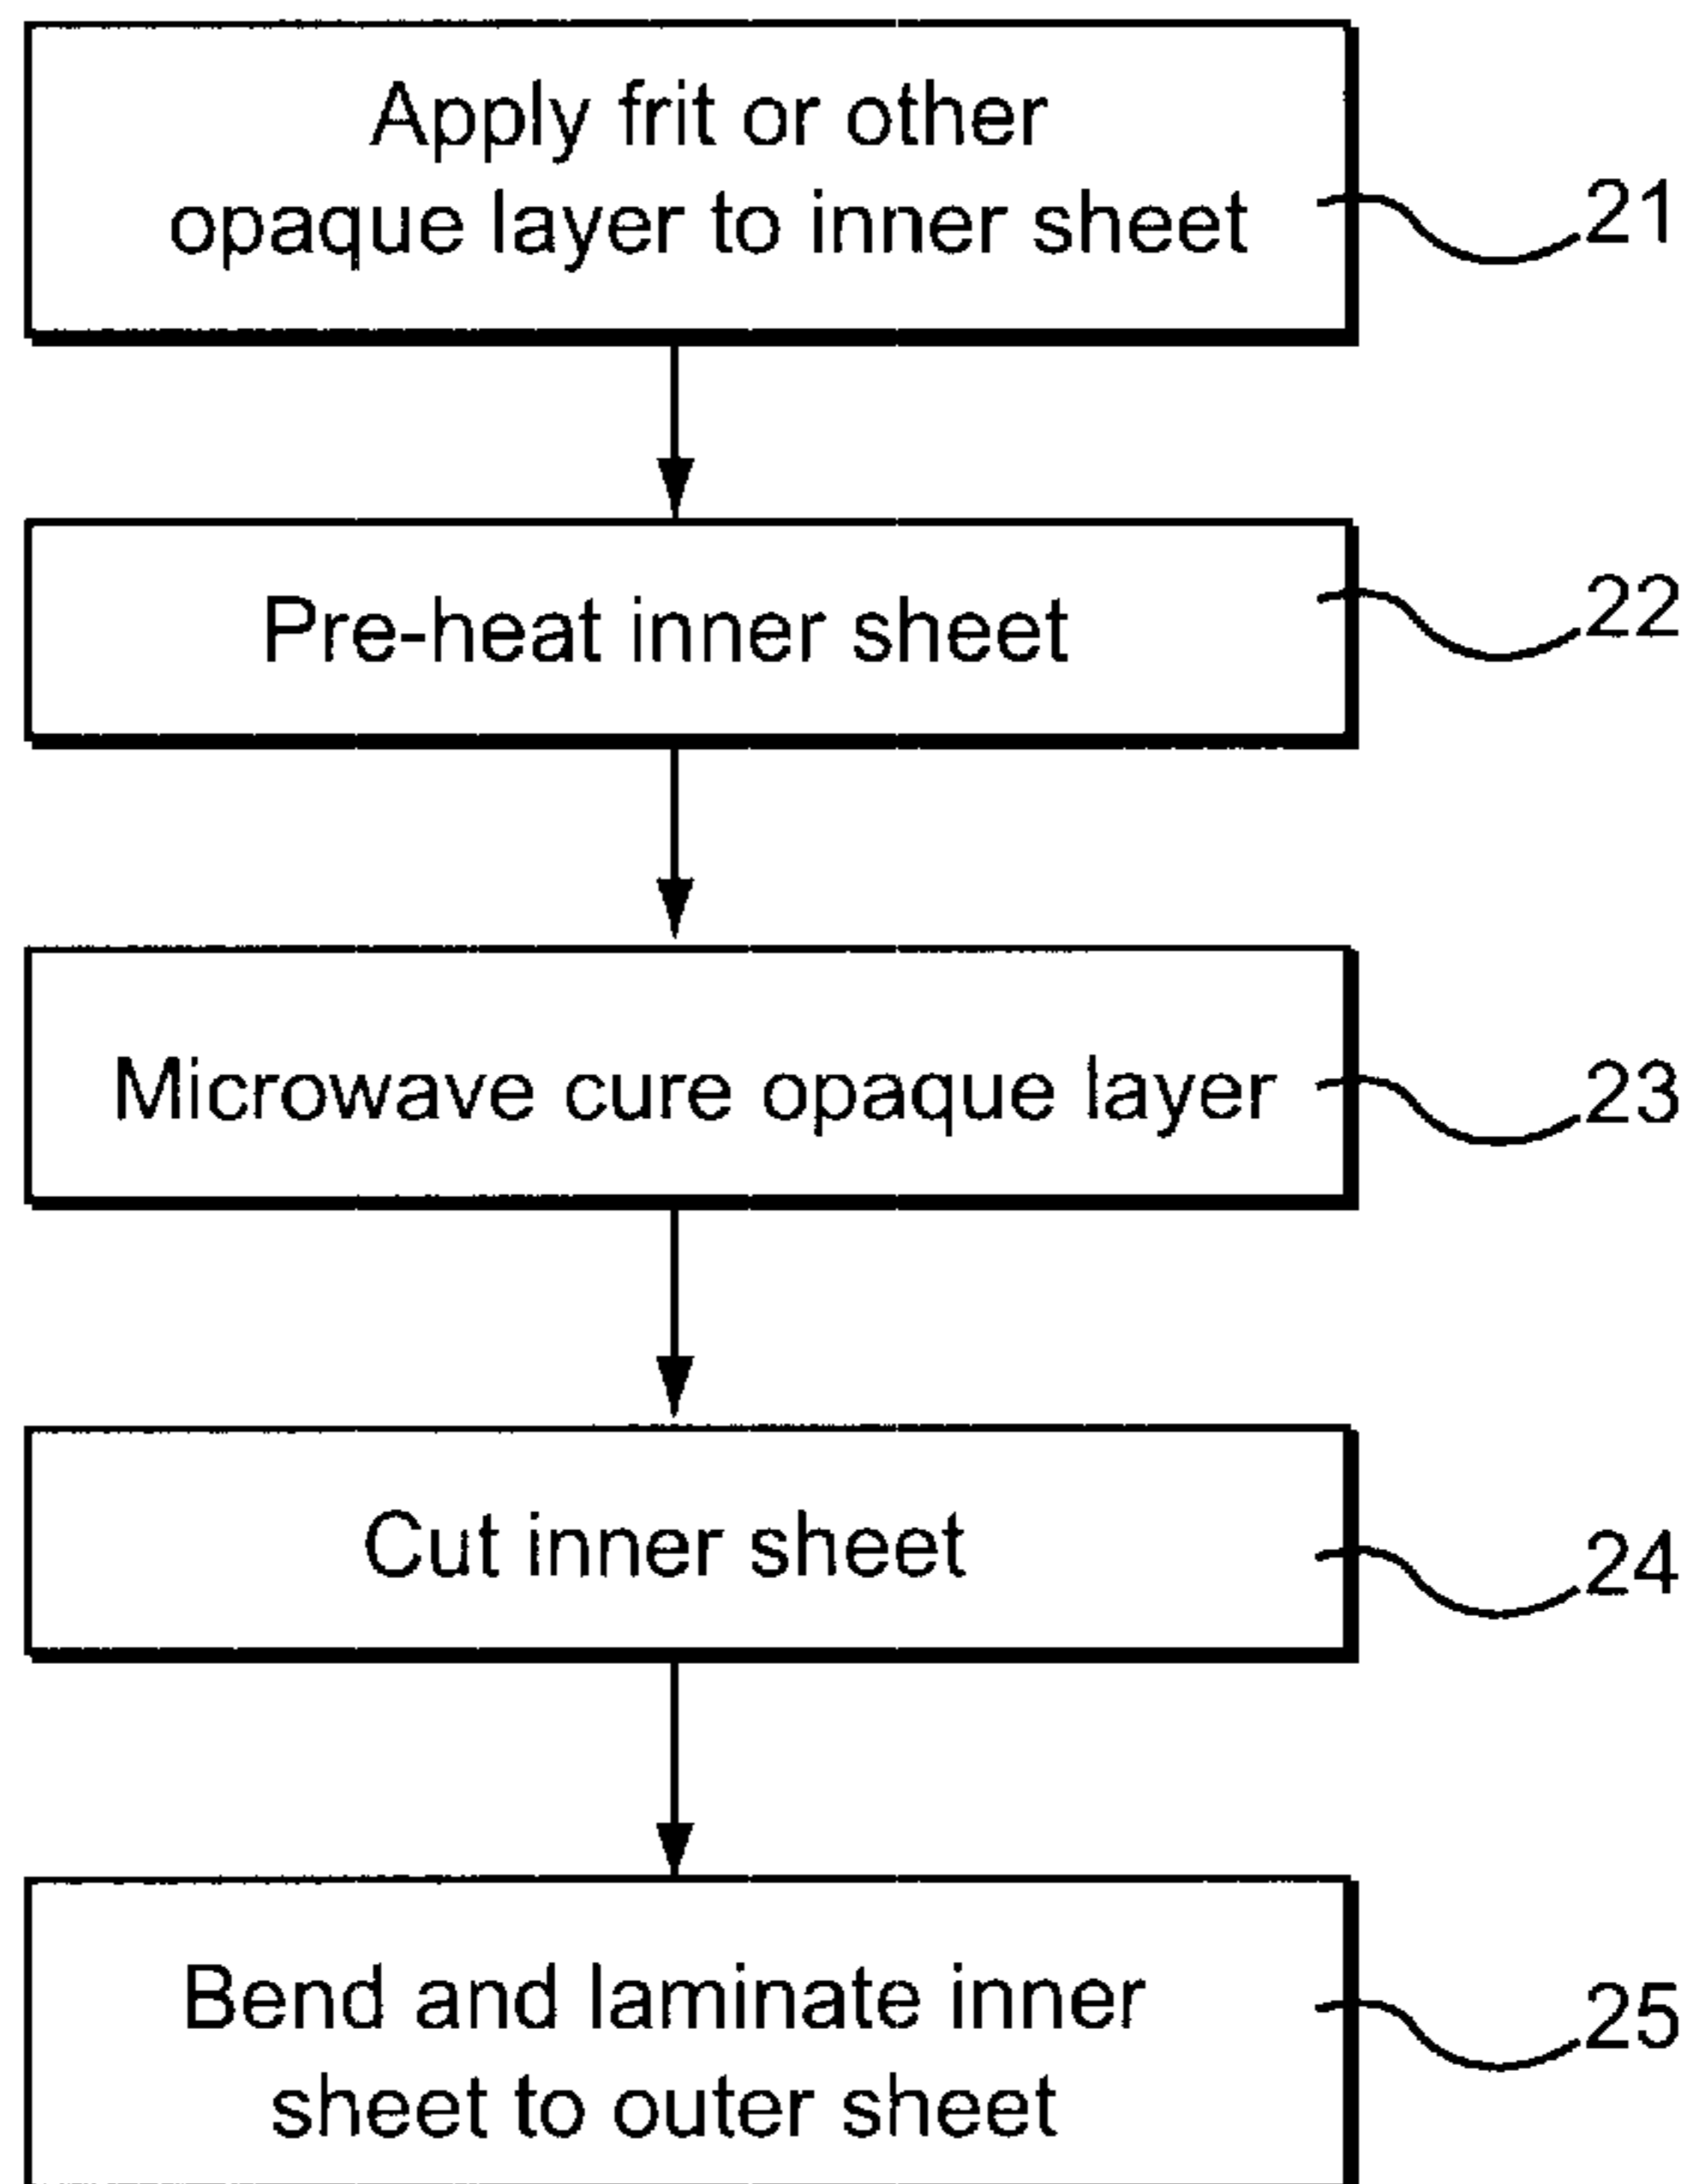 Apply frit or other
opaque layer to inner sheet
21
Pre-heat inner sheet
22
Microwave cure opaque layer
23
Cut inner sheet
24
Bend and laminate inner
sheet to outer sheet
25